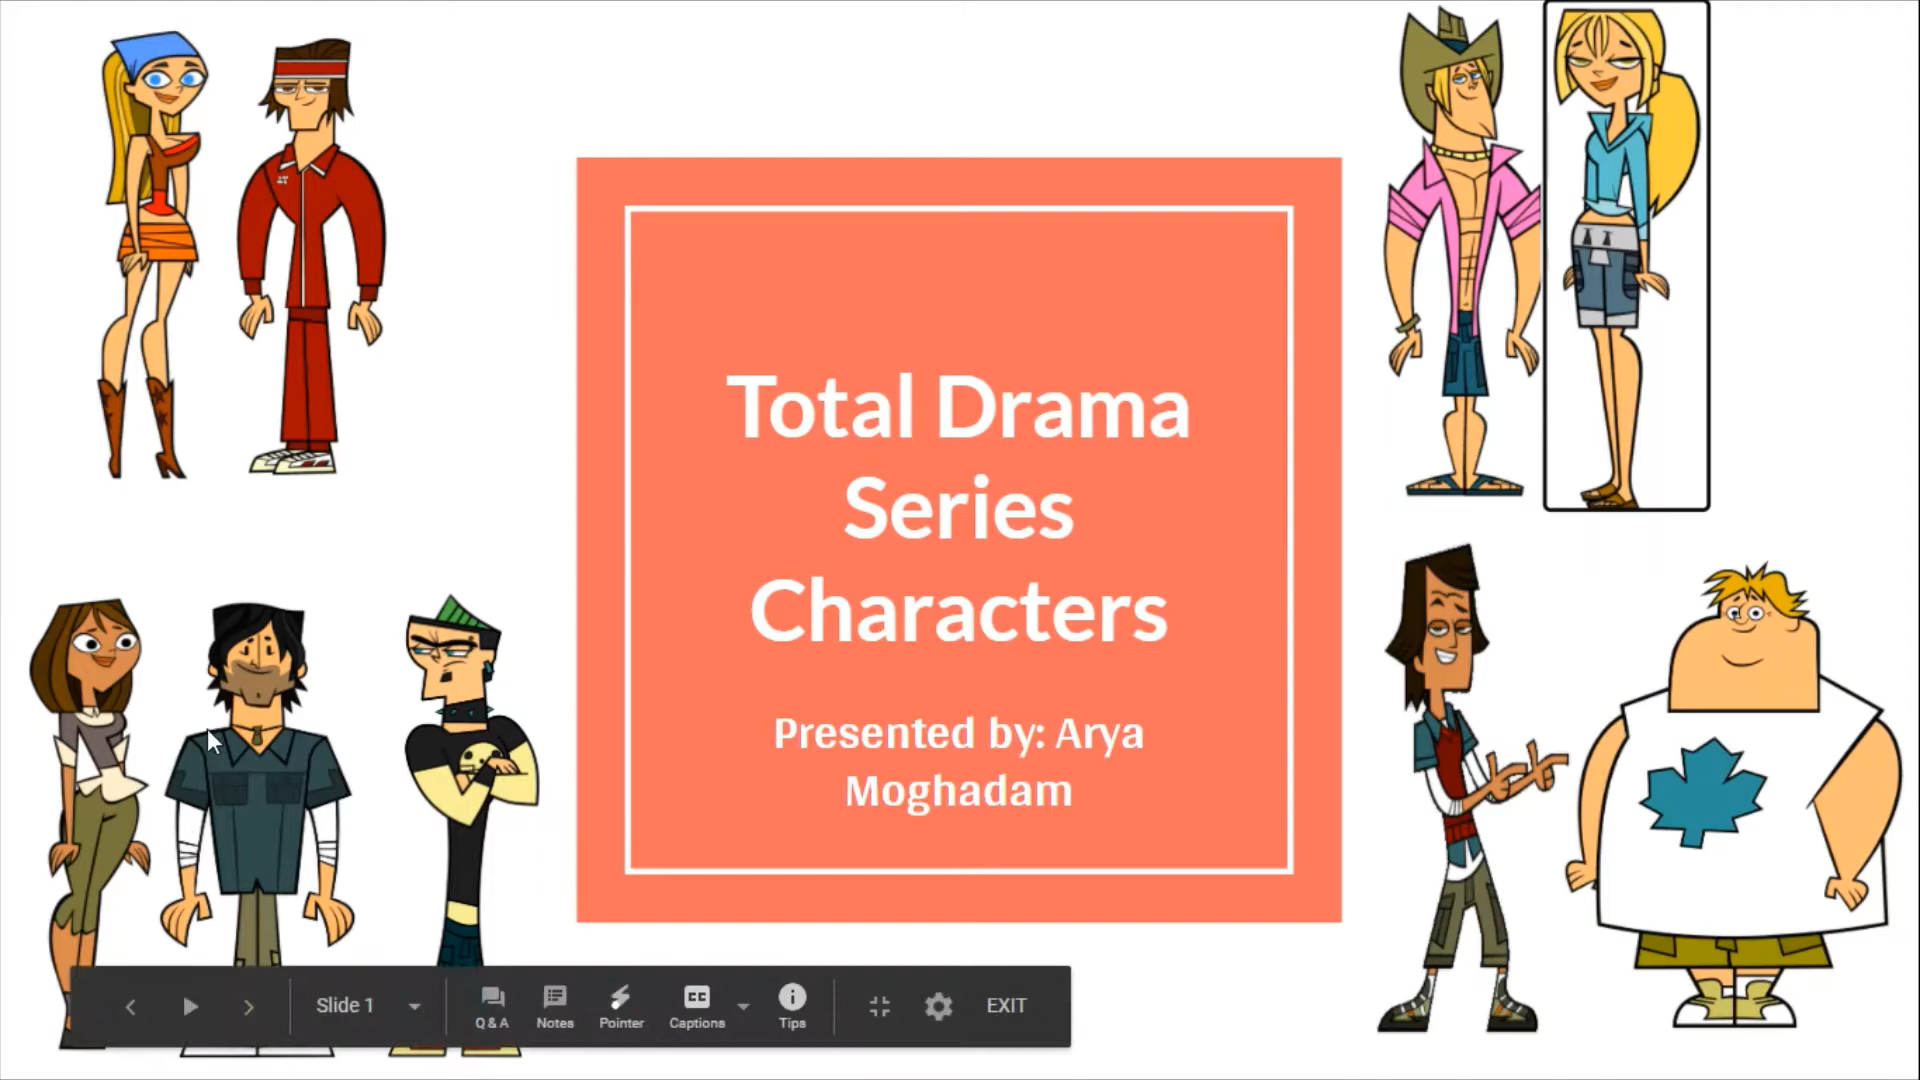 Total Drama
Series
Characters
Presented by: Arya
Moghadam
Slide 1
Q & A
Notes
Pointer
Captions
Tips
EXIT